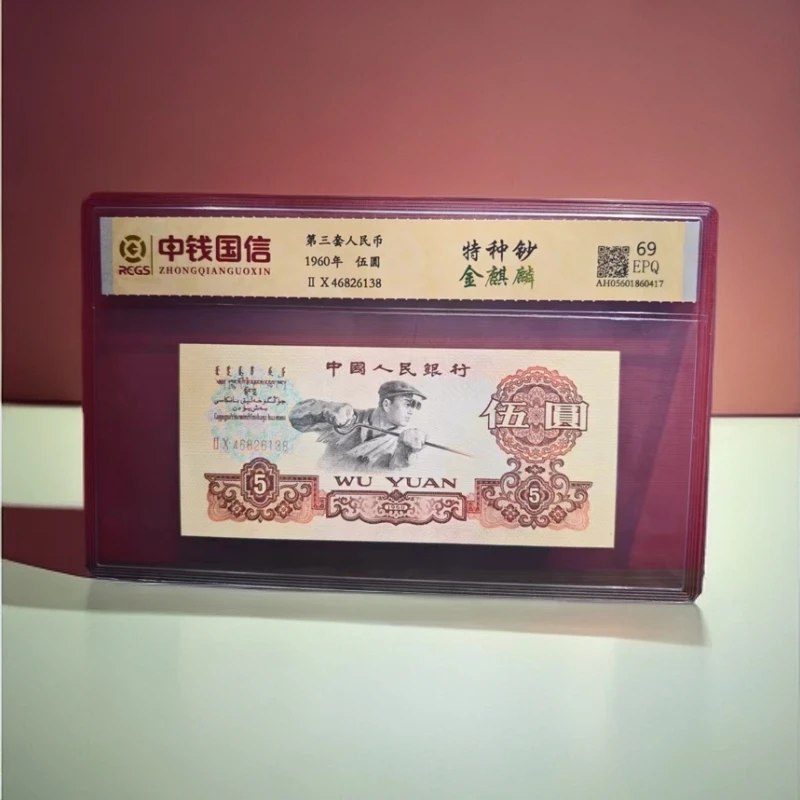 中钱国信
RCGS ZHONGQIANGUOXIN
第三套人民币
1960年 伍圆
II X 46826138
特种钞
金麒麟
69
EPQ
AH05601860417
中國人民銀行
II X 46826138
伍圓
WU YUAN
5
1960
5